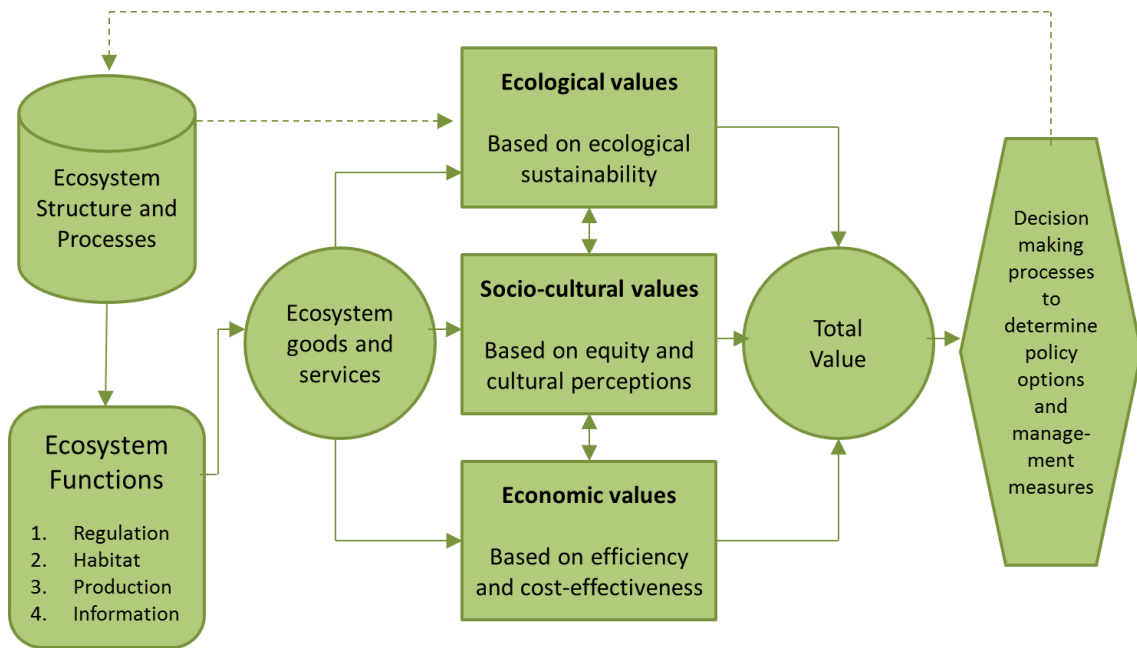 Ecosystem
Structure and
Processes
Ecosystem
Functions
1. Regulation
2. Habitat
3. Production
4. Information
Ecosystem
goods and
services
Ecological values
Based on ecological
sustainability
Socio-cultural values
Based on equity and
cultural perceptions
Economic values
Based on efficiency
and cost-effectiveness
Total
Value
Decision
making
processes
to
determine
policy
options
and
manage-
ment
measures